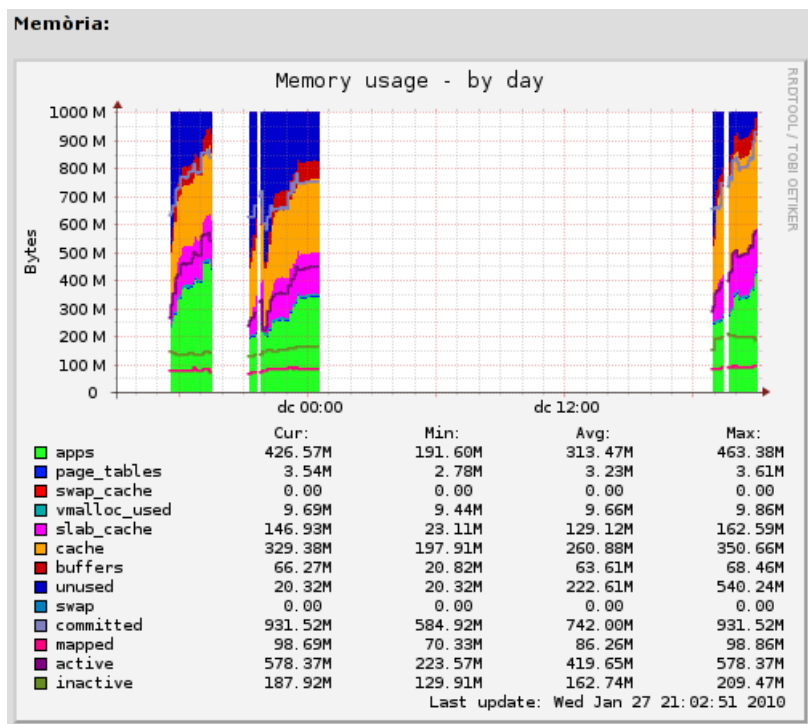 Memòria:
Memory usage - by day
RRDTOOL / TOBI OETIKER
Bytes
1000 M
900 M
800 M
700 M
600 M
500 M
400 M
300 M
200 M
100 M
0
dc 00:00 dc 12:00
Cur: Min: Avg: Max:
apps 426.57M 191.60M 313.47M 463.38M
page_tables 3.54M 2.78M 3.23M 3.61M
swap_cache 0.00 0.00 0.00 0.00
vmalloc_used 9.69M 9.44M 9.66M 9.86M
slab_cache 146.93M 23.11M 129.12M 162.59M
cache 329.38M 197.91M 260.88M 350.66M
buffers 66.27M 20.82M 63.61M 68.46M
unused 20.32M 20.32M 222.61M 540.24M
swap 0.00 0.00 0.00 0.00
committed 931.52M 584.92M 742.00M 931.52M
mapped 98.69M 70.33M 86.26M 98.86M
active 578.37M 223.57M 419.65M 578.37M
inactive 187.92M 129.91M 162.74M 209.47M
Last update: Wed Jan 27 21:02:51 2010